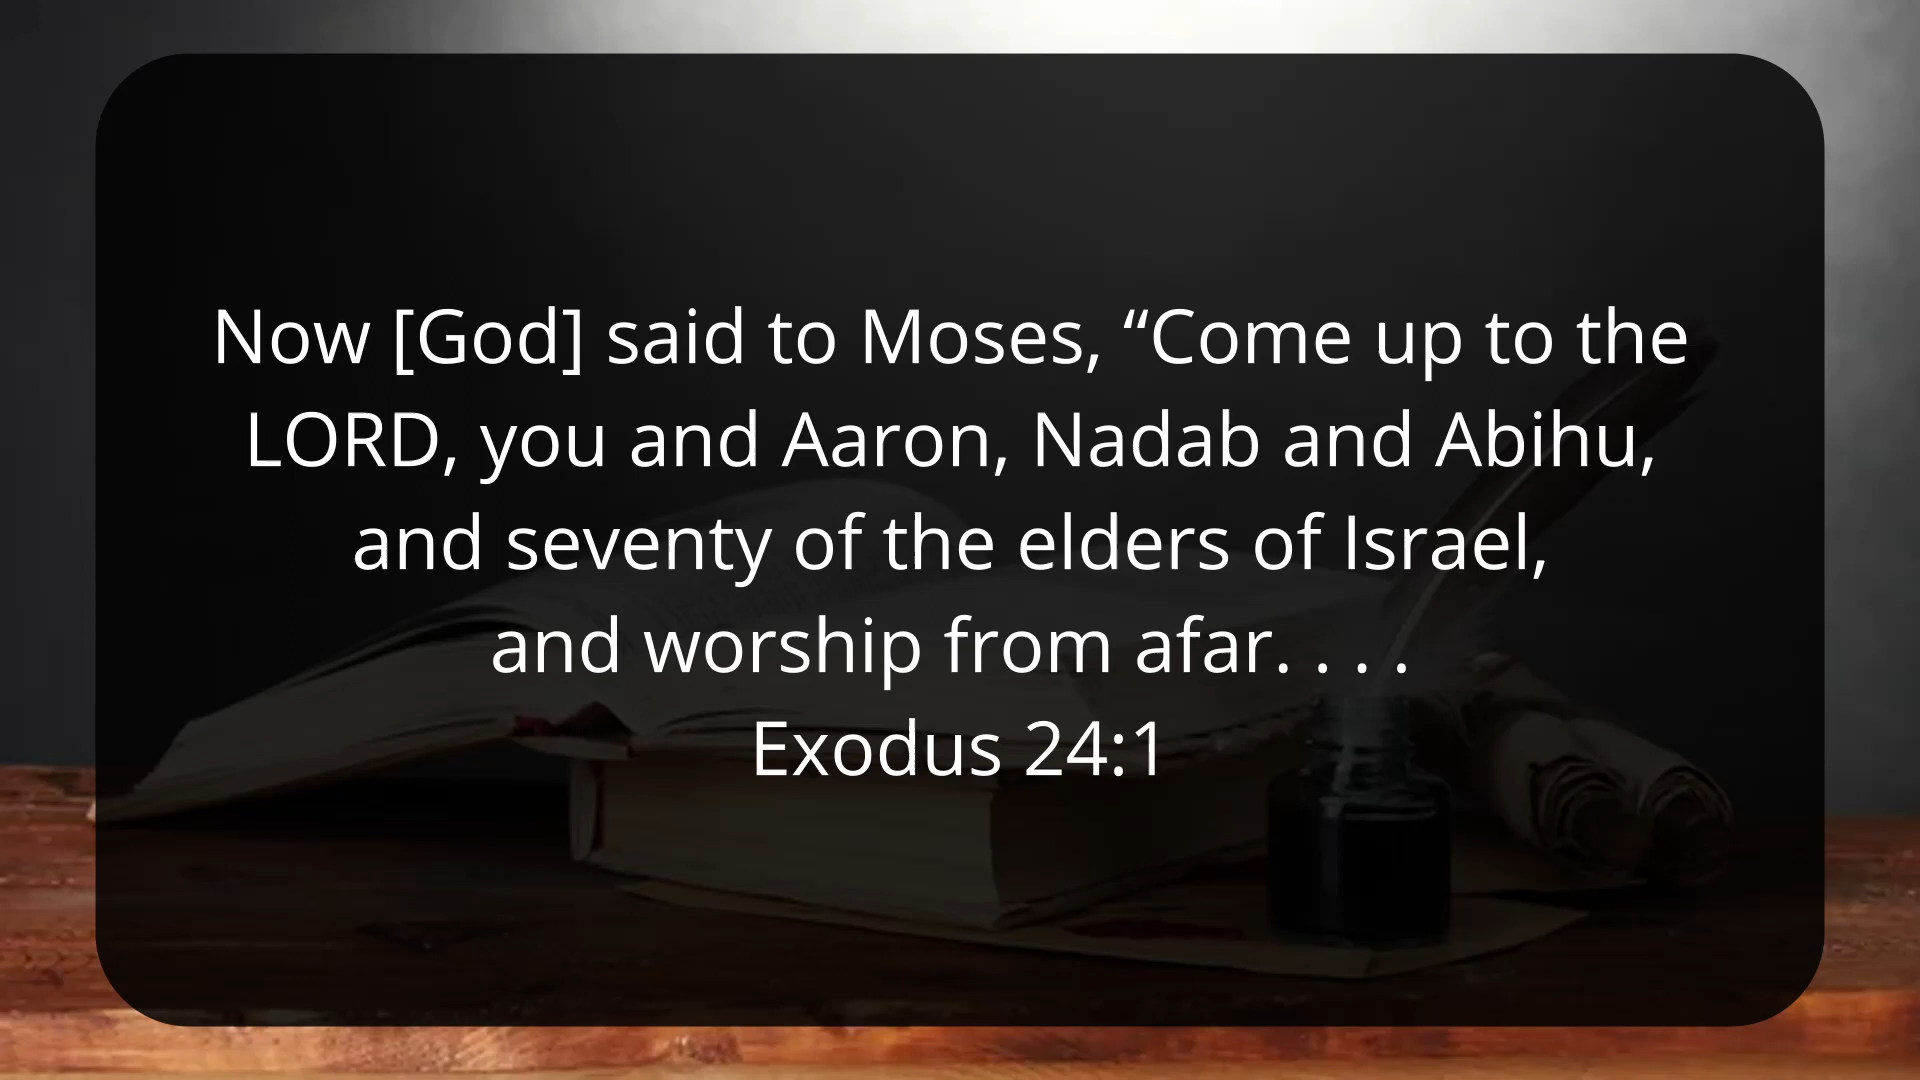 Now [God] said to Moses, “Come up to the
LORD, you and Aaron, Nadab and Abihu,
and seventy of the elders of Israel,
and worship from afar. . . .
Exodus 24:1